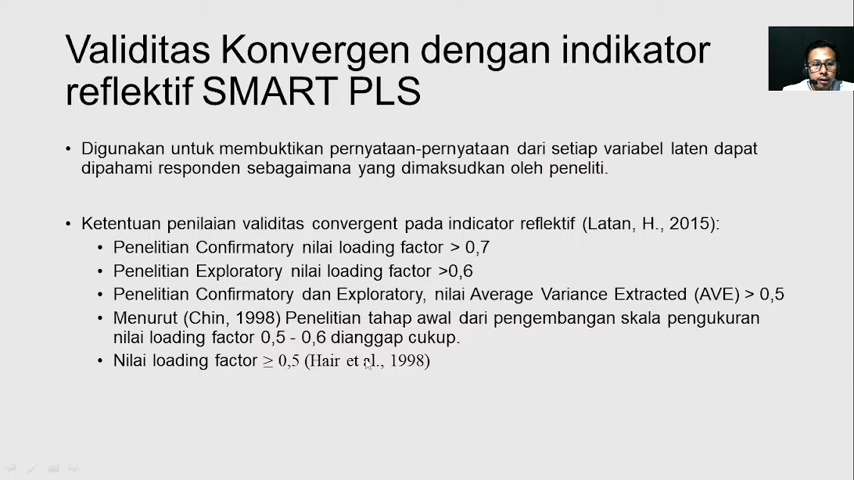 Validitas Konvergen dengan indikator
reflektif SMART PLS
• Digunakan untuk membuktikan pernyataan-pernyataan dari setiap variabel laten dapat
dipahami responden sebagaimana yang dimaksudkan oleh peneliti.
• Ketentuan penilaian validitas convergent pada indicator reflektif (Latan, H., 2015):
• Penelitian Confirmatory nilai loading factor > 0,7
• Penelitian Exploratory nilai loading factor >0,6
• Penelitian Confirmatory dan Exploratory, nilai Average Variance Extracted (AVE) > 0,5
• Menurut (Chin, 1998) Penelitian tahap awal dari pengembangan skala pengukuran
nilai loading factor 0,5 - 0,6 dianggap cukup.
• Nilai loading factor ≥ 0,5 (Hair et al., 1998)